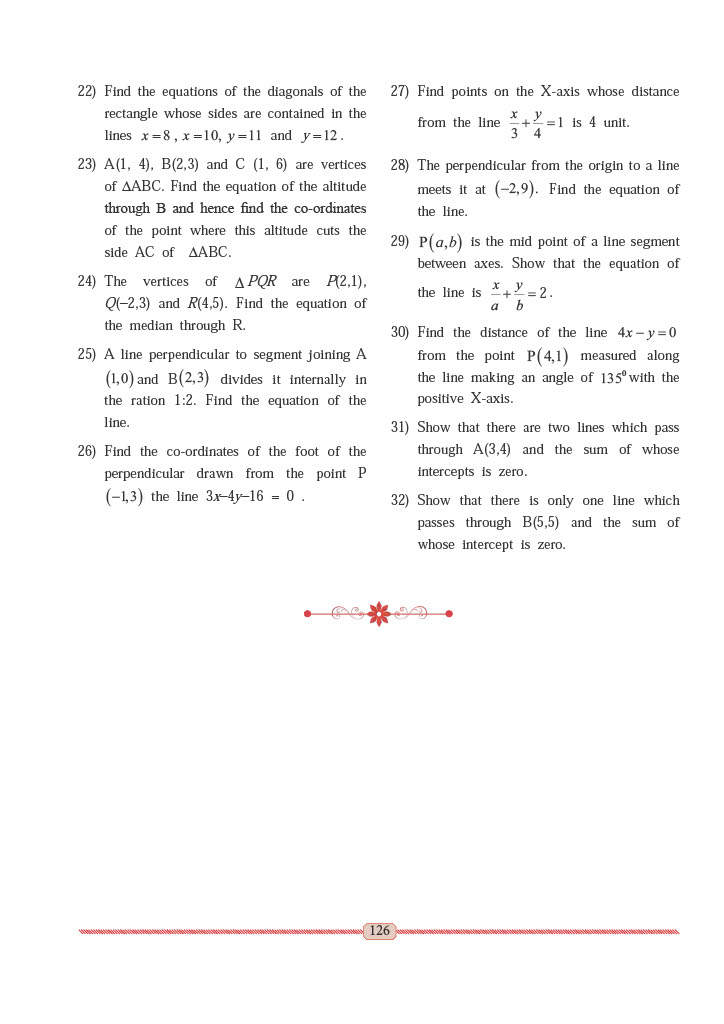 22) Find the equations of the diagonals of the
rectangle whose sides are contained in the
lines x = 8 , x = 10, y = 11 and y = 12 .
23) A(1, 4), B(2,3) and C (1, 6) are vertices
of ∆ABC. Find the equation of the altitude
through B and hence find the co-ordinates
of the point where this altitude cuts the
side AC of ∆ABC.
24) The vertices of ∆ PQR are P(2,1),
Q(–2,3) and R(4,5). Find the equation of
the median through R.
25) A line perpendicular to segment joining A
(1,0) and B(2,3) divides it internally in
the ration 1:2. Find the equation of the
line.
26) Find the co-ordinates of the foot of the
perpendicular drawn from the point P
(−1,3) the line 3x–4y–16 = 0 .
27) Find points on the X-axis whose distance
from the line x/3 + y/4 = 1 is 4 unit.
28) The perpendicular from the origin to a line
meets it at (−2,9). Find the equation of
the line.
29) P(a,b) is the mid point of a line segment
between axes. Show that the equation of
the line is x/a + y/b = 2 .
30) Find the distance of the line 4x − y = 0
from the point P(4,1) measured along
the line making an angle of 135⁰ with the
positive X-axis.
31) Show that there are two lines which pass
through A(3,4) and the sum of whose
intercepts is zero.
32) Show that there is only one line which
passes through B(5,5) and the sum of
whose intercept is zero.
126